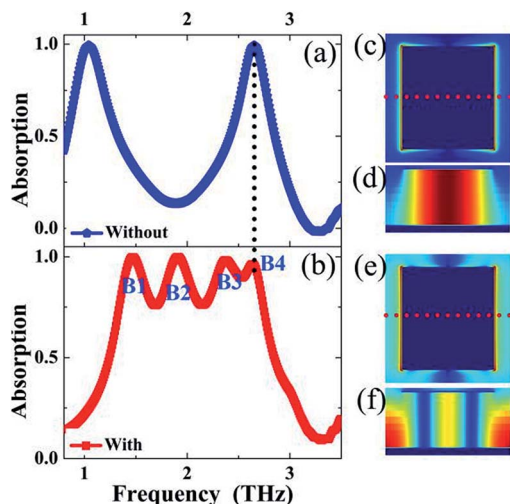 1 2 3
(a)
1.0
Absorption
0.5
0.0
Without
(b)
1.0
B1 B2 B3 B4
Absorption
0.5
With
0.0
1 2 3
Frequency (THz)
(c)
(d)
(e)
(f)